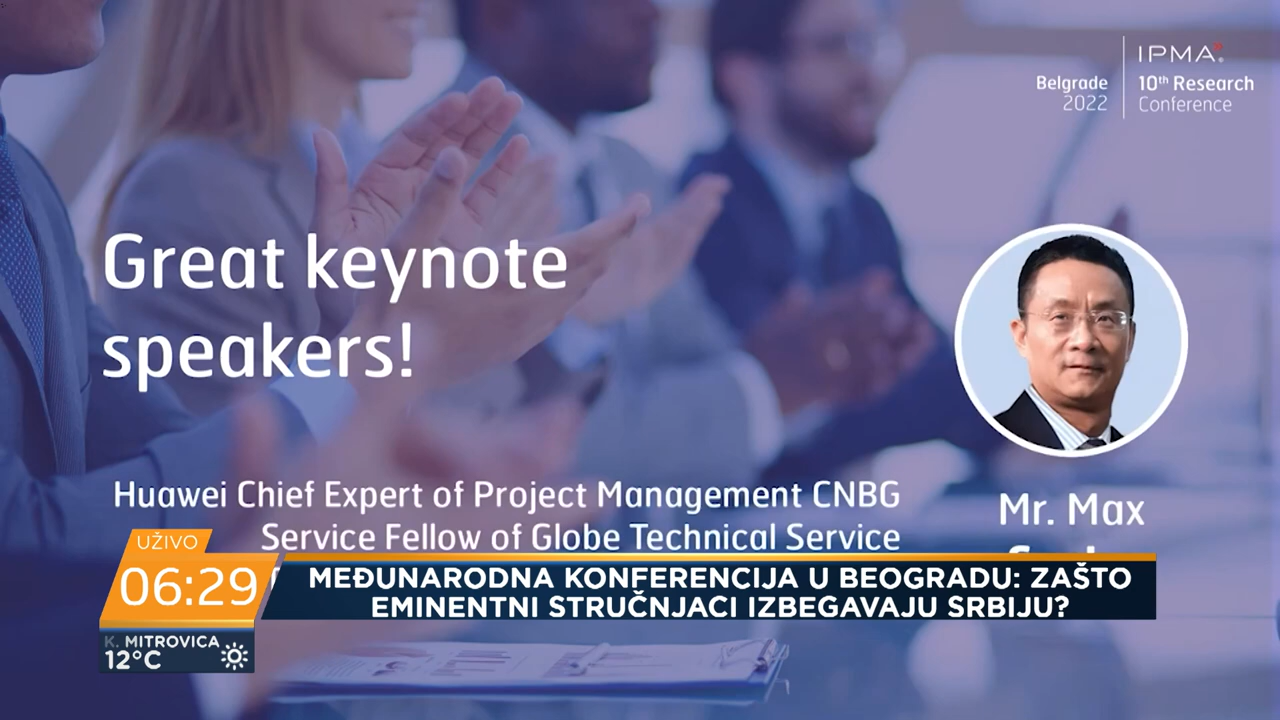 IPMA
Belgrade
2022
10th Research
Conference
Great keynote
speakers!
Huawei Chief Expert of Project Management CNBG
Service Fellow of Globe Technical Service
Mr. Max
UŽIVO
06:29
MEĐUNARODNA KONFERENCIJA U BEOGRADU: ZAŠTO
EMINENTNI STRUČNJACI IZBEGAVAJU SRBIJU?
K. MITROVICA
12°C